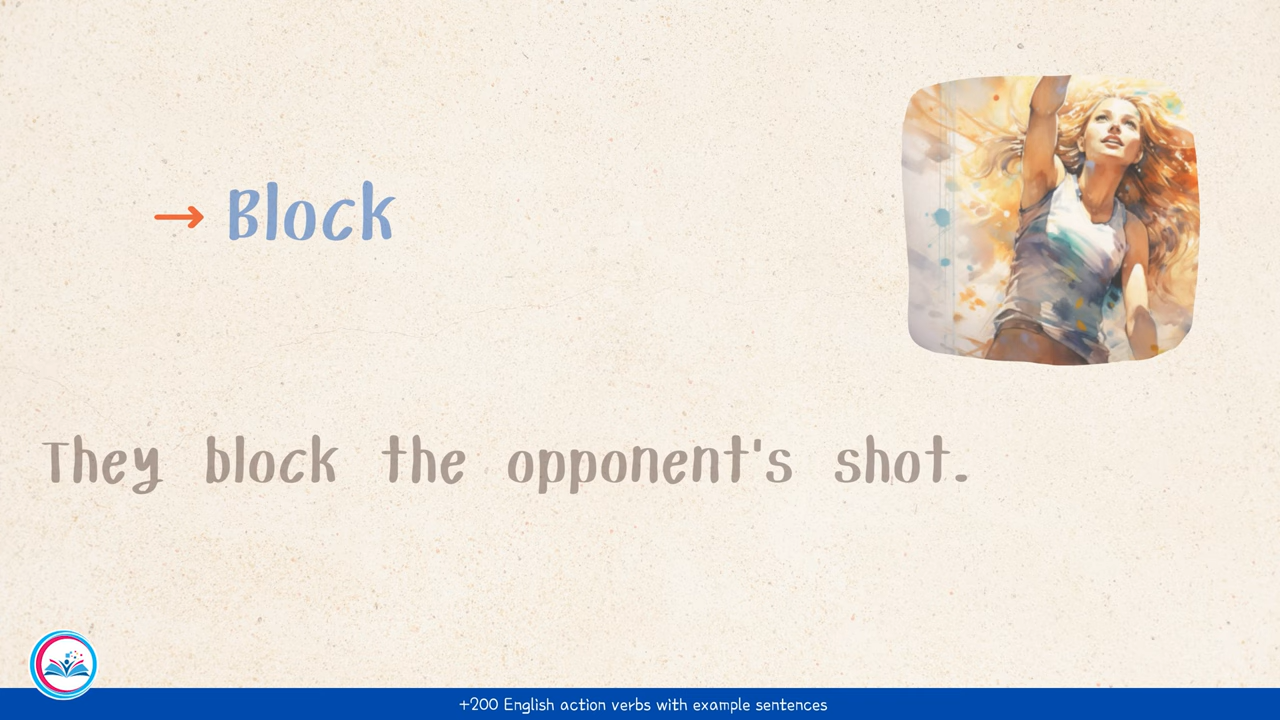 → Block
They block the opponent's shot.
+200 English action verbs with example sentences